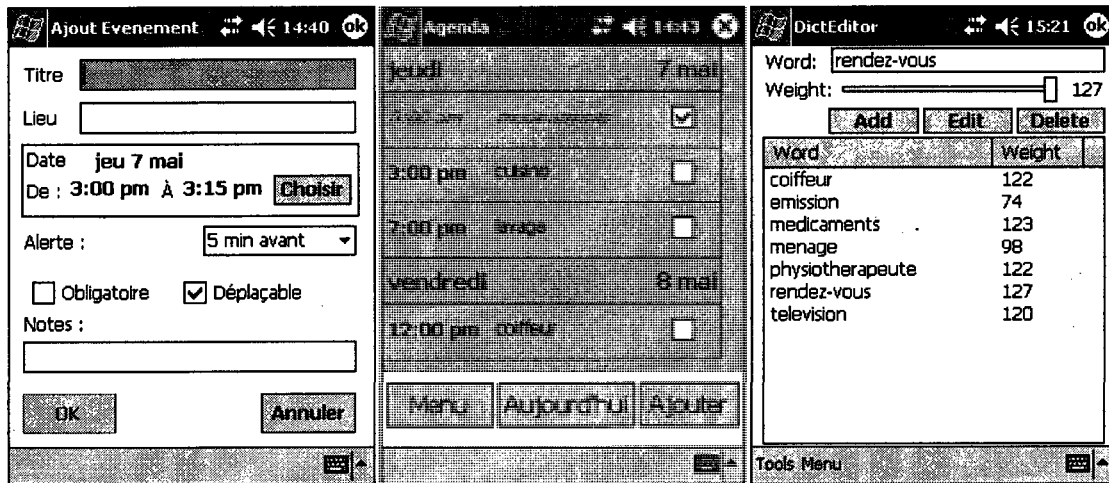 Ajout Evenement 14:40 ok
Titre
Lieu
Date jeu 7 mai
De : 3:00 pm À 3:15 pm Choisir
Alerte : 5 min avant
Obligatoire Déplaçable
Notes :
OK Annuler
Agenda 14:43
jeudi 7 mai
3:00 pm cuisine
7:00 pm
vendredi 8 mai
12:00 pm coiffeur
Menu Aujourd'hui Ajouter
DictEditor 15:21 ok
Word: rendez-vous
Weight: 127
Add Edit Delete
Word Weight
coiffeur 122
emission 74
medicaments 123
menage 98
physiotherapeute 122
rendez-vous 127
television 120
Tools Menu